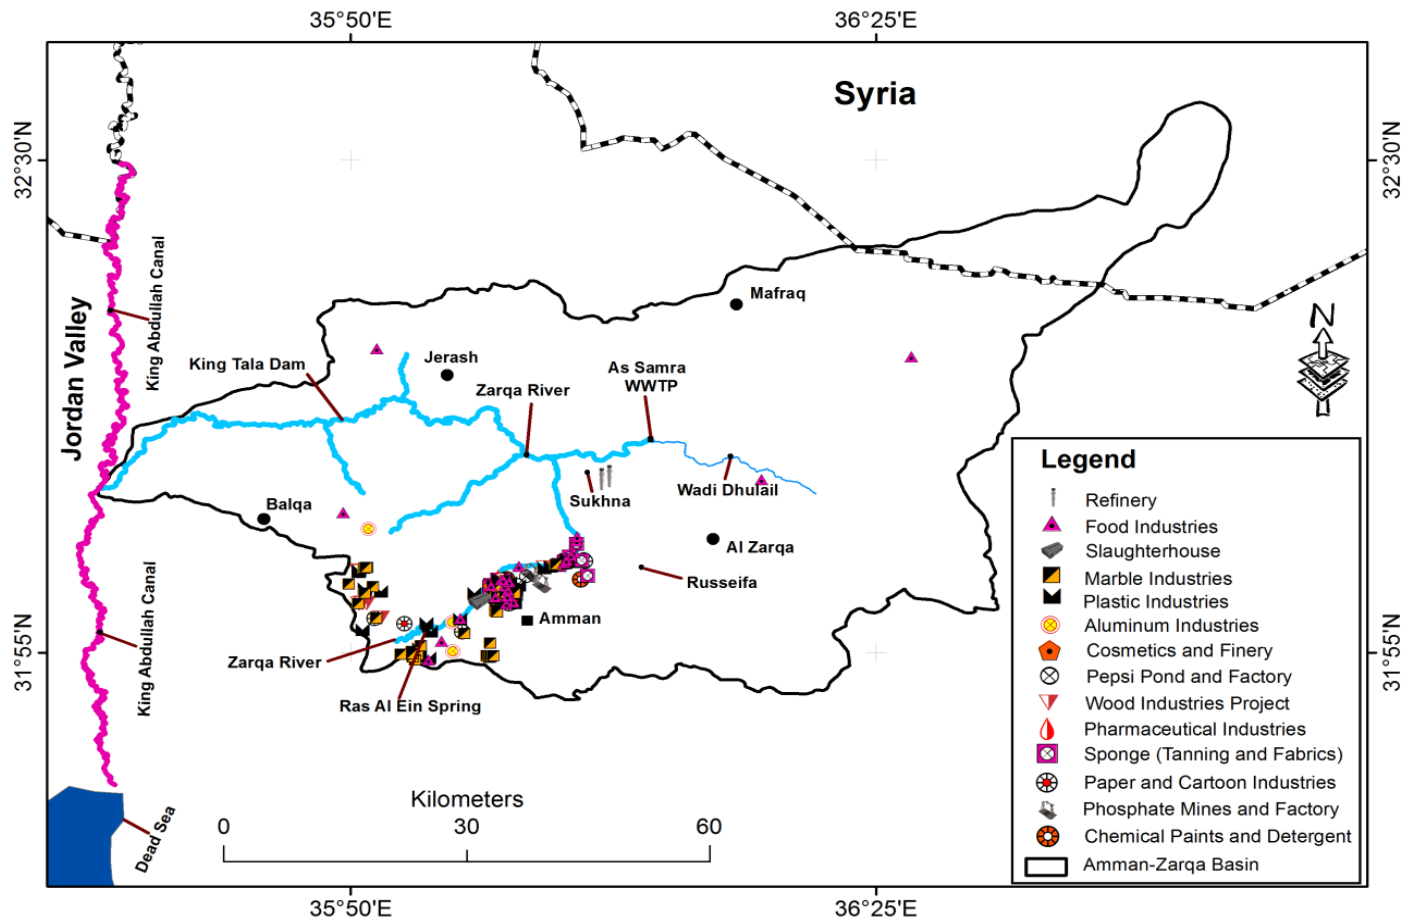 35°50'E
36°25'E
Syria
32°30'N
32°30'N
N
King Abdullah Canal
Jordan Valley
Mafraq
Jerash
King Tala Dam
Zarqa River
As Samra
WWTP
Wadi Dhulail
Sukhna
Balqa
Al Zarqa
Russeifa
Amman
Zarqa River
Ras Al Ein Spring
King Abdullah Canal
31°55'N
31°55'N
Dead Sea
Kilometers
0
30
60
Legend
Refinery
Food Industries
Slaughterhouse
Marble Industries
Plastic Industries
Aluminum Industries
Cosmetics and Finery
Pepsi Pond and Factory
Wood Industries Project
Pharmaceutical Industries
Sponge (Tanning and Fabrics)
Paper and Cartoon Industries
Phosphate Mines and Factory
Chemical Paints and Detergent
Amman-Zarqa Basin
35°50'E
36°25'E